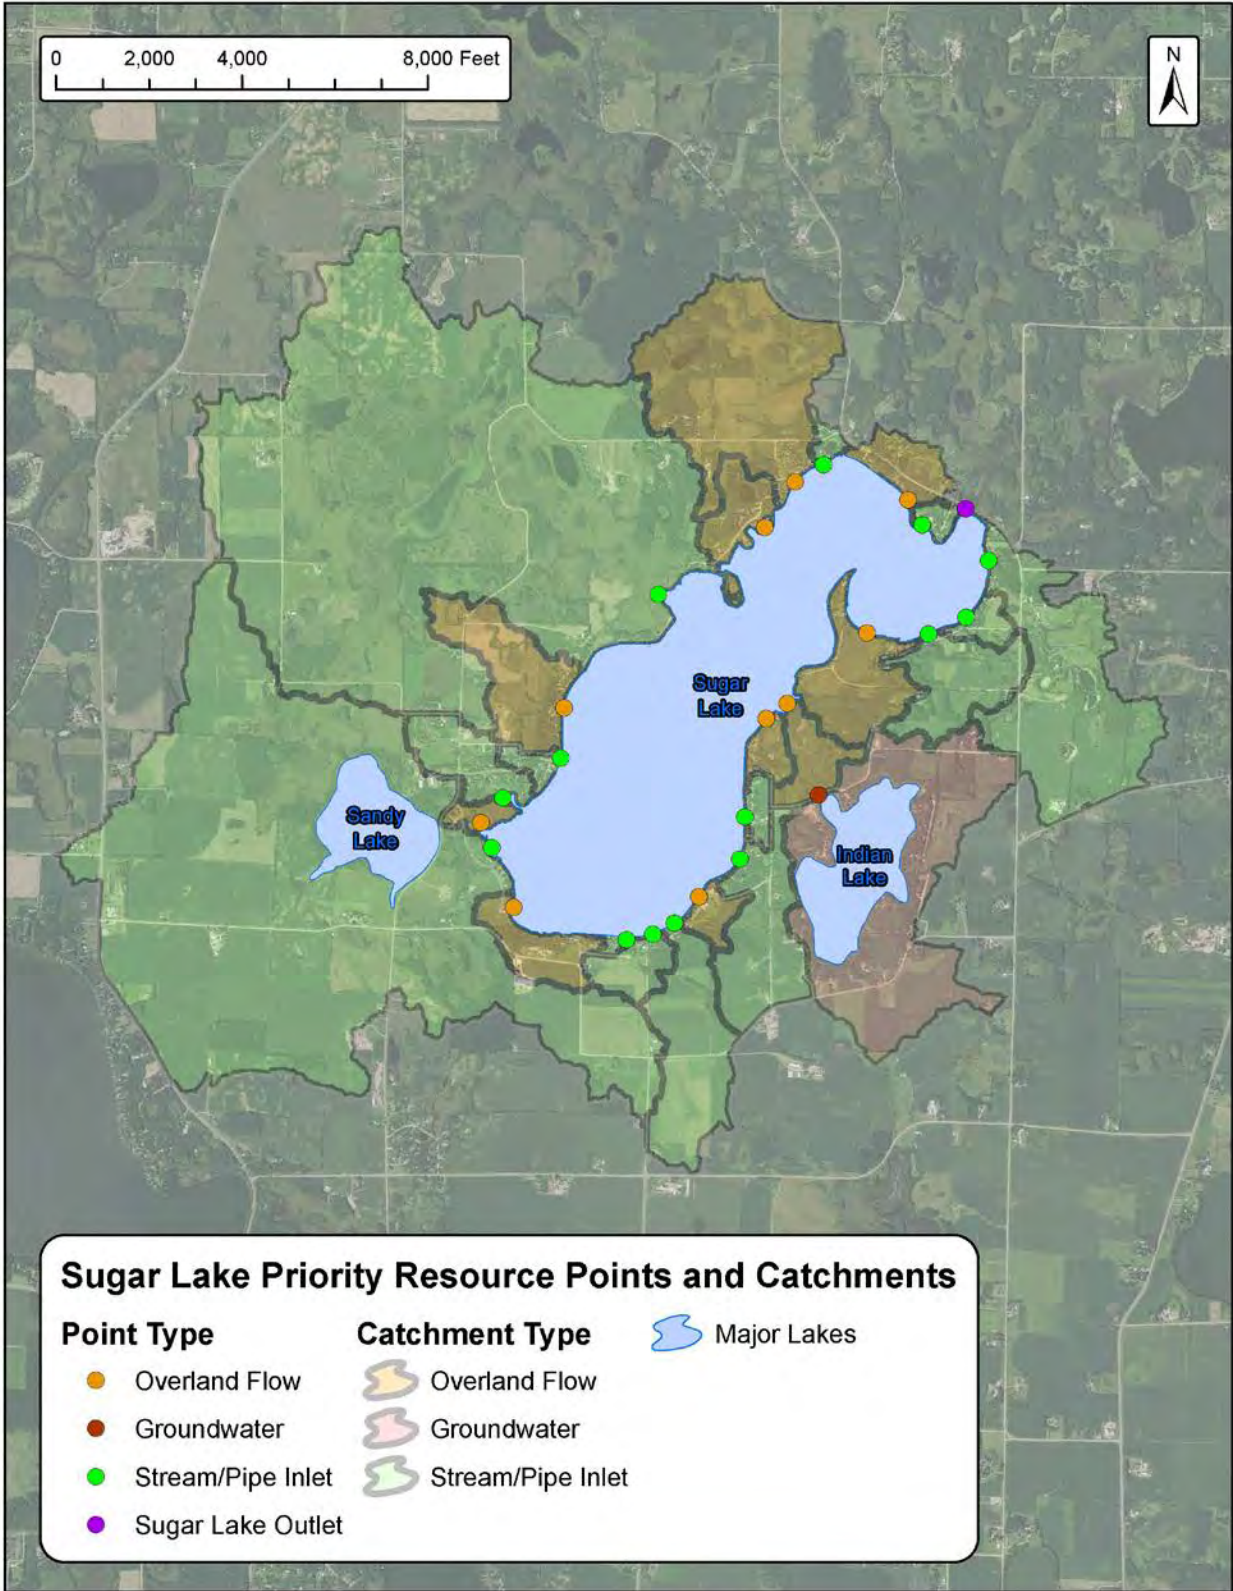 0 2,000 4,000 8,000 Feet
N
Sugar
Lake
Sandy
Lake
Indian
Lake
Sugar Lake Priority Resource Points and Catchments
Point Type
Catchment Type
Major Lakes
Overland Flow
Overland Flow
Groundwater
Groundwater
Stream/Pipe Inlet
Stream/Pipe Inlet
Sugar Lake Outlet